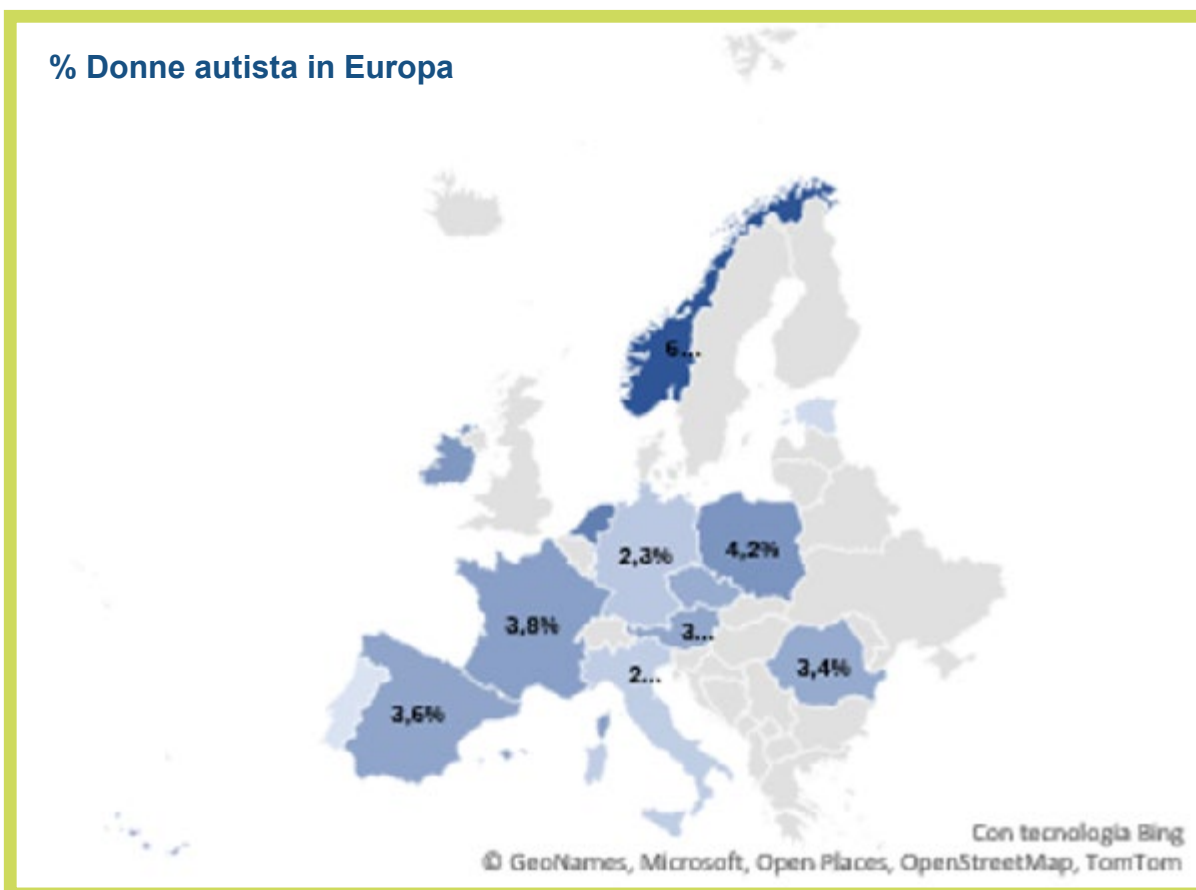 % Donne autista in Europa
6...
2,3%
4,2%
3,8%
3...
2...
3,4%
3,6%
Con tecnologia Bing
© GeoNames, Microsoft, Open Places, OpenStreetMap, TomTom